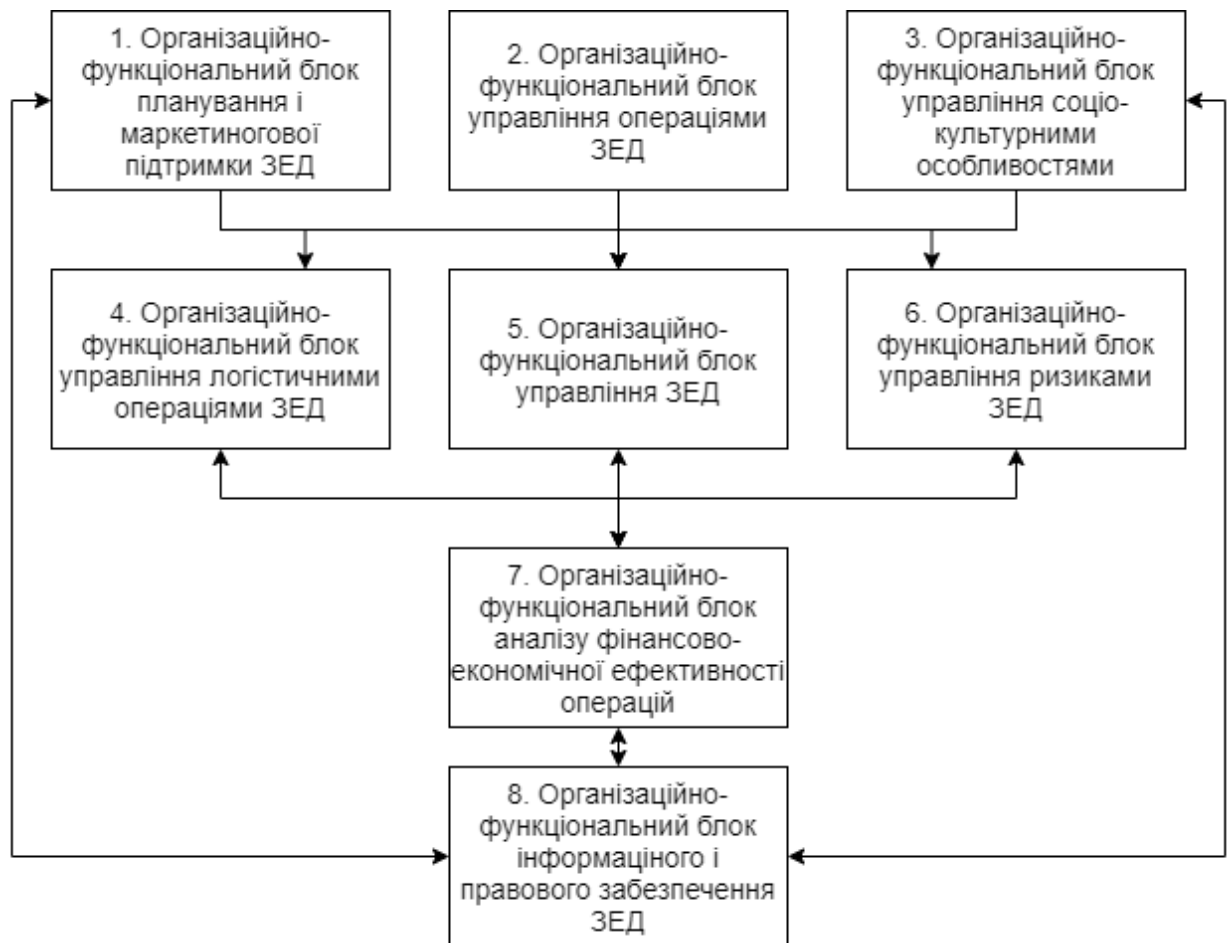 1. Організаційно-
функціональний блок
планування і
маркетиногової
підтримки ЗЕД
2. Організаційно-
функціональний блок
управління операціями
ЗЕД
3. Організаційно-
функціональний блок
управління соціо-
культурними
особливостями
4. Організаційно-
функціональний блок
управління логістичними
операціями ЗЕД
5. Організаційно-
функціональний блок
управління ЗЕД
6. Організаційно-
функціональний блок
управління ризиками
ЗЕД
7. Організаційно-
функціональний блок
аналізу фінансово-
економічної ефективності
операцій
8. Організаційно-
функціональний блок
інформаціного і
правового забезпечення
ЗЕД